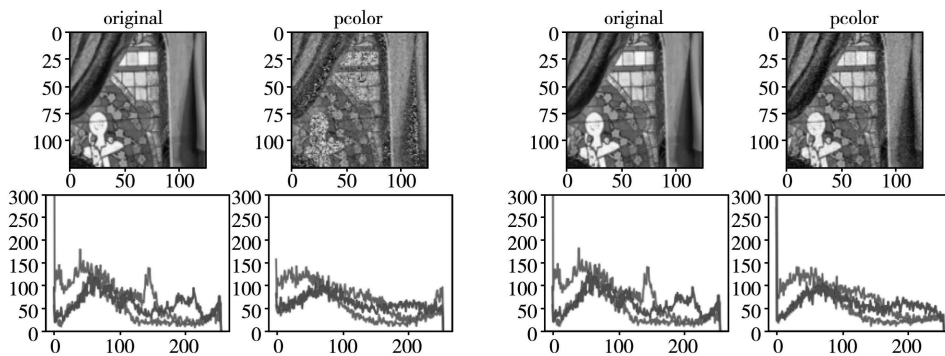 original pcolor original pcolor
0 0 0 0
25 25 25 25
50 50 50 50
75 75 75 75
100 100 100 100
0 50 100 0 50 100 0 50 100 0 50 100
300 300 300 300
250 250 250 250
200 200 200 200
150 150 150 150
100 100 100 100
50 50 50 50
0 0 0 0
0 100 200 0 100 200 0 100 200 0 100 200